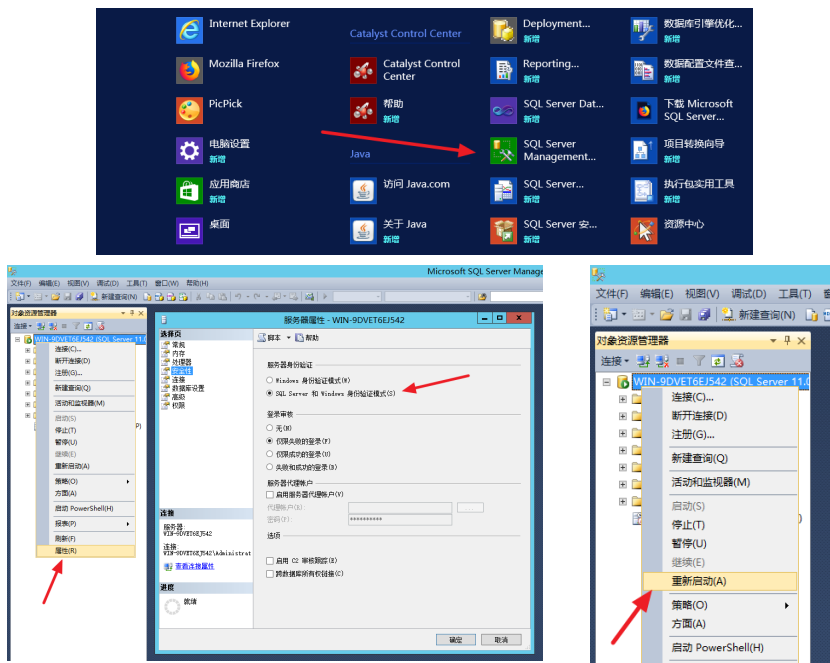 Internet Explorer
Mozilla Firefox
PicPick
电脑设置
新增
应用商店
新增
桌面
Catalyst Control Center
Catalyst Control
Center
新增
帮助
新增
Java
访问 Java.com
关于 Java
新增
Deployment...
新增
Reporting...
新增
SQL Server Dat...
新增
SQL Server
Management...
SQL Server...
新增
SQL Server 安...
新增
数据库引擎优化...
新增
数据配置文件查...
新增
下载 Microsoft
SQL Server...
项目转换向导
新增
执行包实用工具
新增
资源中心
Microsoft SQL Server Manage
文件(F) 编辑(E) 视图(V) 调试(D) 工具(T) 窗口(W) 帮助(H)
新建查询(N)
对象资源管理器
连接
WIN-9DVET6EJ542 (SQL Server 11.0
连接(C)...
断开连接(D)
注册(G)...
新建查询(Q)
活动和监视器(M)
启动(S)
停止(T)
暂停(U)
继续(E)
重新启动(A)
策略(O)
方面(A)
启动 PowerShell(H)
报表(P)
刷新(F)
属性(R)
P)
服务器属性 - WIN-9DVET6EJ542
选择页
常规
内存
处理器
安全性
连接
数据库设置
高级
权限
连接
服务器:
WIN-9DVET6EJ542
连接:
WIN-9DVET6EJ542\Administrat
查看连接属性
进度
就绪
脚本 帮助
服务器身份验证
Windows 身份验证模式(W)
SQL Server 和 Windows 身份验证模式(S)
登录审核
无(N)
仅限失败的登录(F)
仅限成功的登录(U)
失败和成功的登录(B)
服务器代理帐户
启用服务器代理帐户(V)
代理帐户(R):
...
密码(P):
**********
选项
启用 C2 审核跟踪(E)
跨数据库所有权链接(C)
确定 取消
文件(F) 编辑(E) 视图(V) 调试(D) 工具(T)
新建查询(N)
对象资源管理器
连接
WIN-9DVET6EJ542 (SQL Server 11.0
连接(C)...
断开连接(D)
注册(G)...
新建查询(Q)
活动和监视器(M)
启动(S)
停止(T)
暂停(U)
继续(E)
重新启动(A)
策略(O)
方面(A)
启动 PowerShell(H)